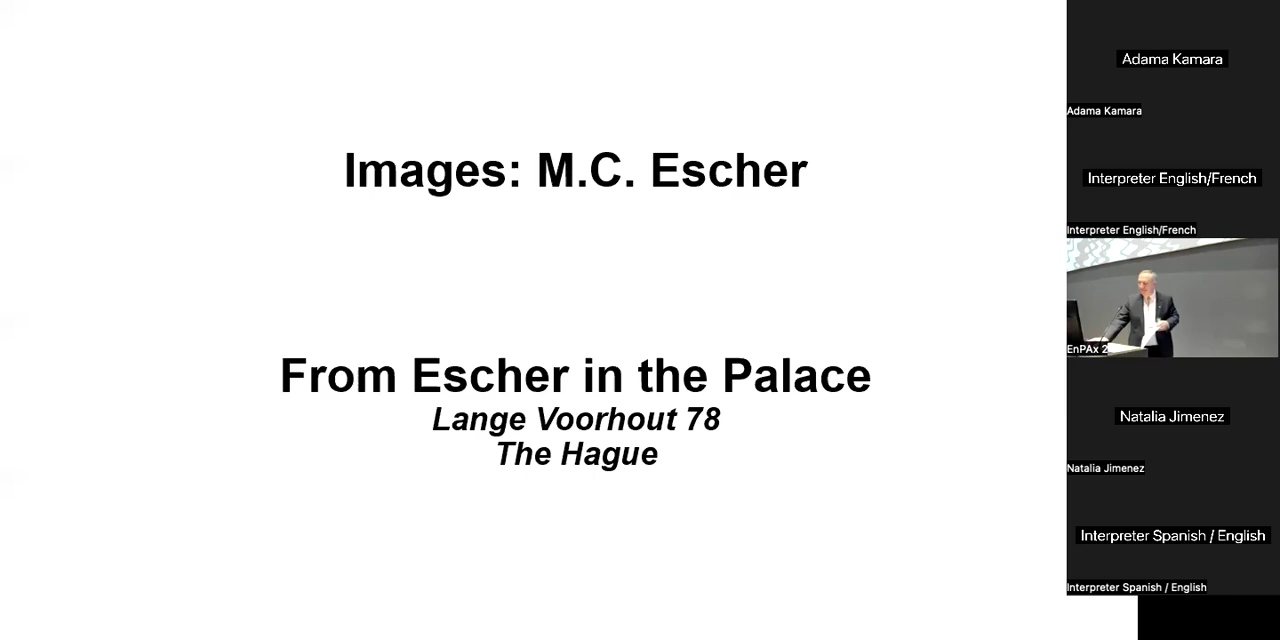 Images: M.C. Escher
From Escher in the Palace
Lange Voorhout 78
The Hague
Adama Kamara
Adama Kamara
Interpreter English/French
Interpreter English/French
EnPAx 2
Natalia Jimenez
Natalia Jimenez
Interpreter Spanish / English
Interpreter Spanish / English